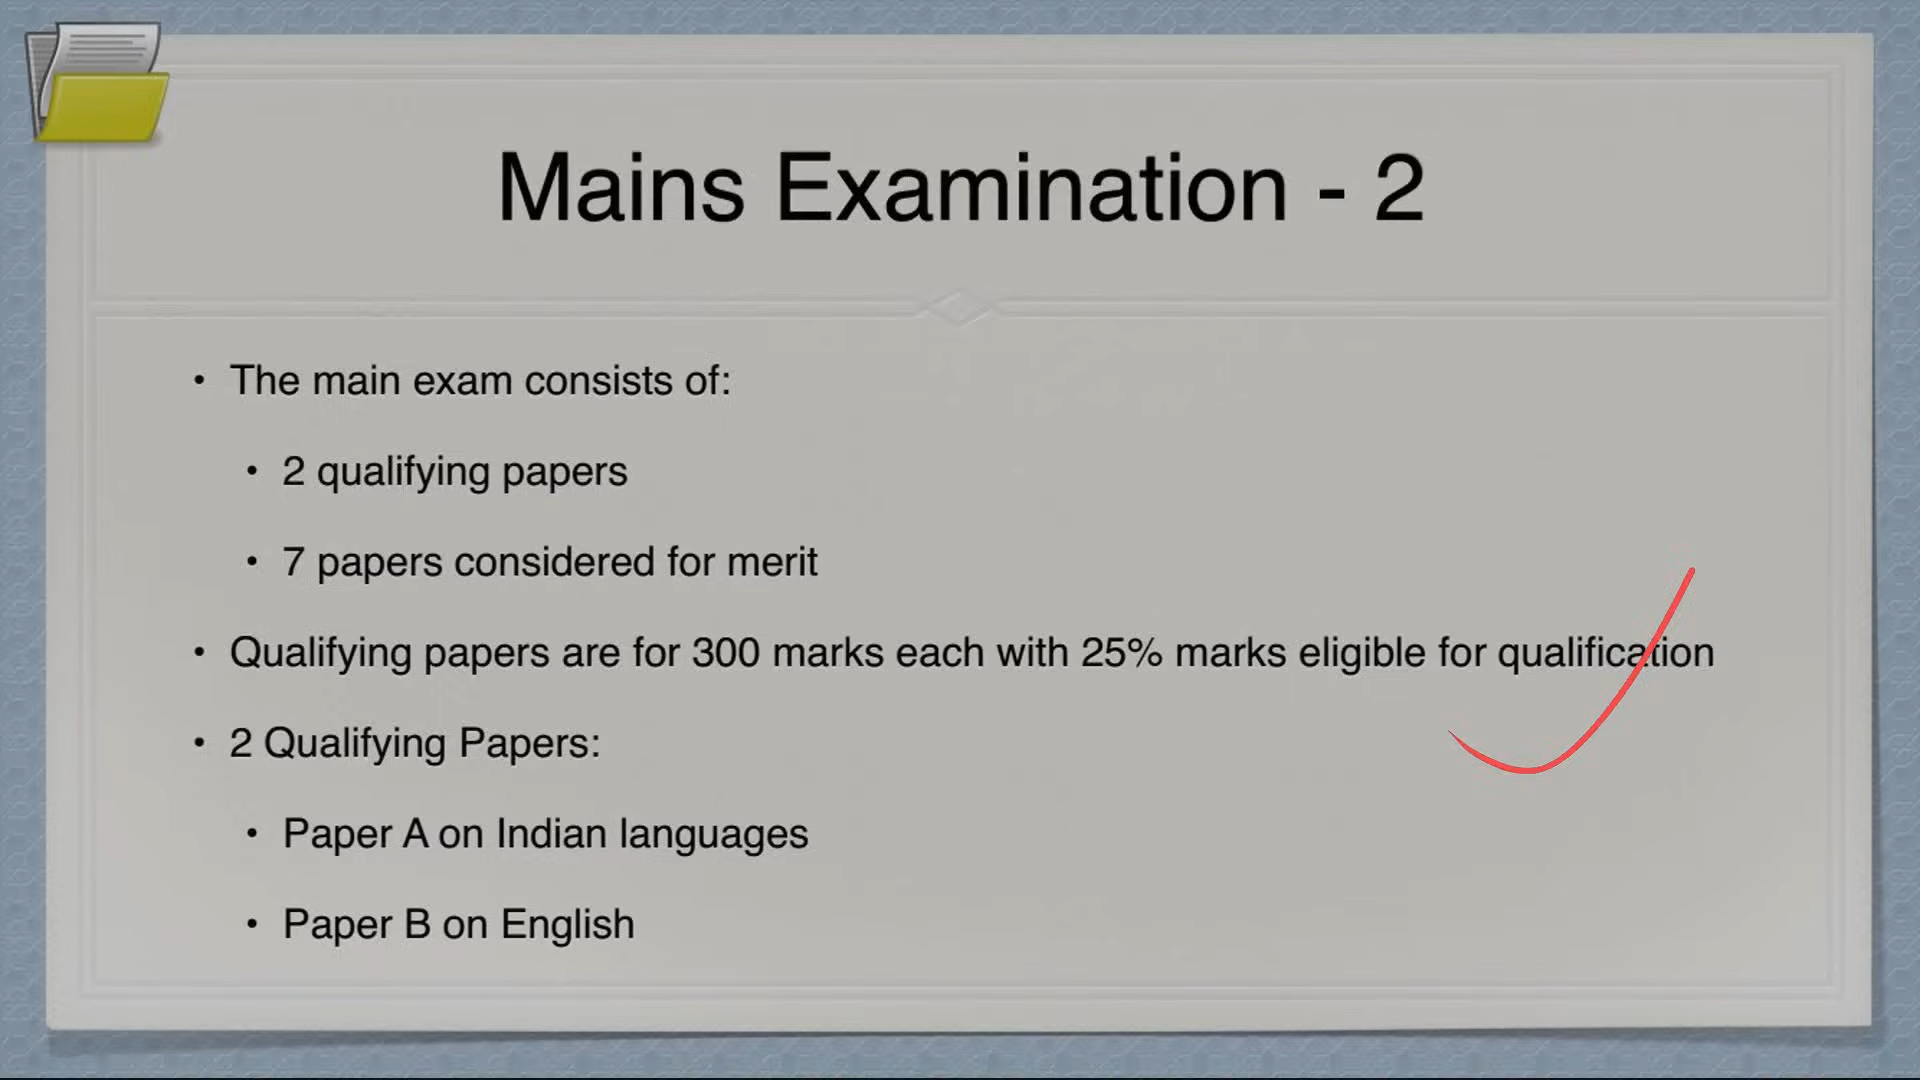 Mains Examination - 2
• The main exam consists of:
• 2 qualifying papers
• 7 papers considered for merit
• Qualifying papers are for 300 marks each with 25% marks eligible for qualification
• 2 Qualifying Papers:
• Paper A on Indian languages
• Paper B on English